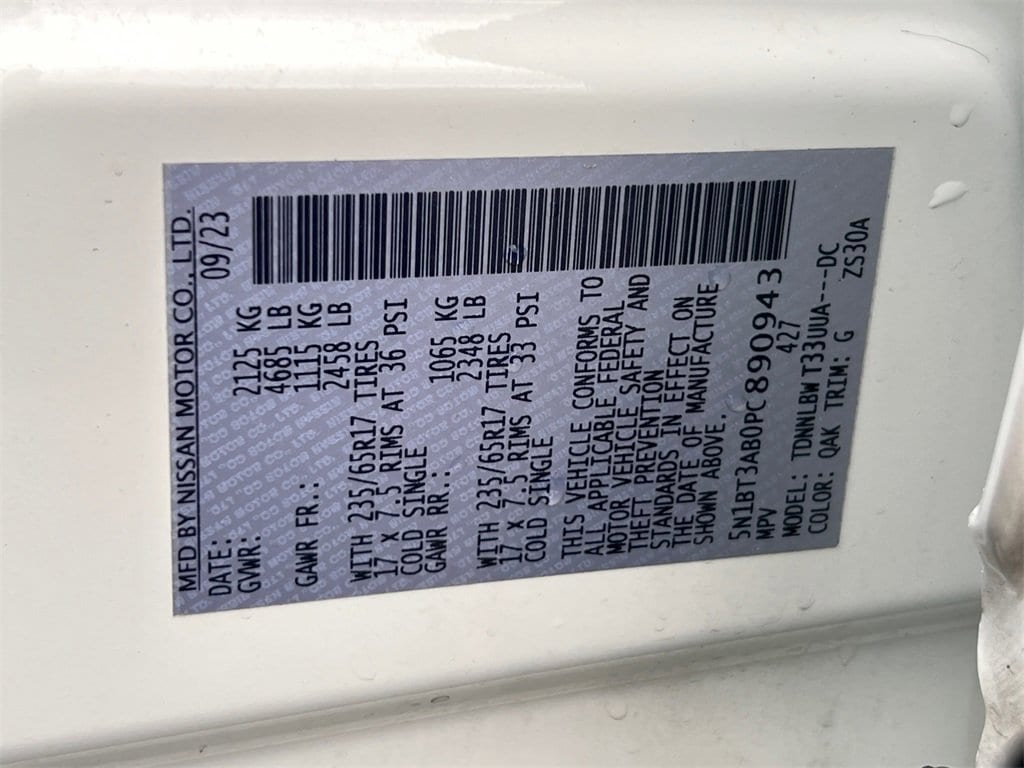 MFD BY NISSAN MOTOR CO., LTD.
DATE: 09/23
GVWR: 2125 KG
4685 LB
GAWR FR.: 1115 KG
2458 LB
WITH 235/65R17 TIRES
17 X 7.5 RIMS AT 36 PSI
COLD SINGLE
GAWR RR.: 1065 KG
2348 LB
WITH 235/65R17 TIRES
17 X 7.5 RIMS AT 33 PSI
COLD SINGLE
THIS VEHICLE CONFORMS TO
ALL APPLICABLE FEDERAL
MOTOR VEHICLE SAFETY AND
THEFT PREVENTION
STANDARDS IN EFFECT ON
THE DATE OF MANUFACTURE
SHOWN ABOVE.
5N1BT3AB0PC890943
MPV 427
MODEL: TDNNLBW T33UUA---DC
COLOR: QAK TRIM: G ZS30A